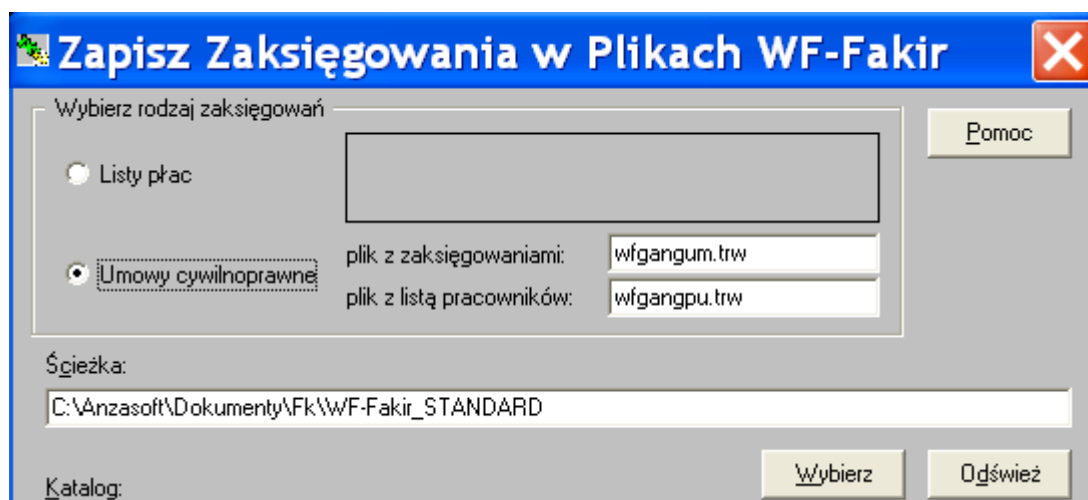 Zapisz Zaksięgowania w Plikach WF-Fakir
Wybierz rodzaj zaksięgowań
Pomoc
Listy płac
plik z zaksięgowaniami: wfgangum.trw
Umowy cywilnoprawne
plik z listą pracowników: wfgangpu.trw
Ścieżka:
C:\Anzasoft\Dokumenty\Fk\WF-Fakir_STANDARD
Wybierz Odśwież
Katalog: